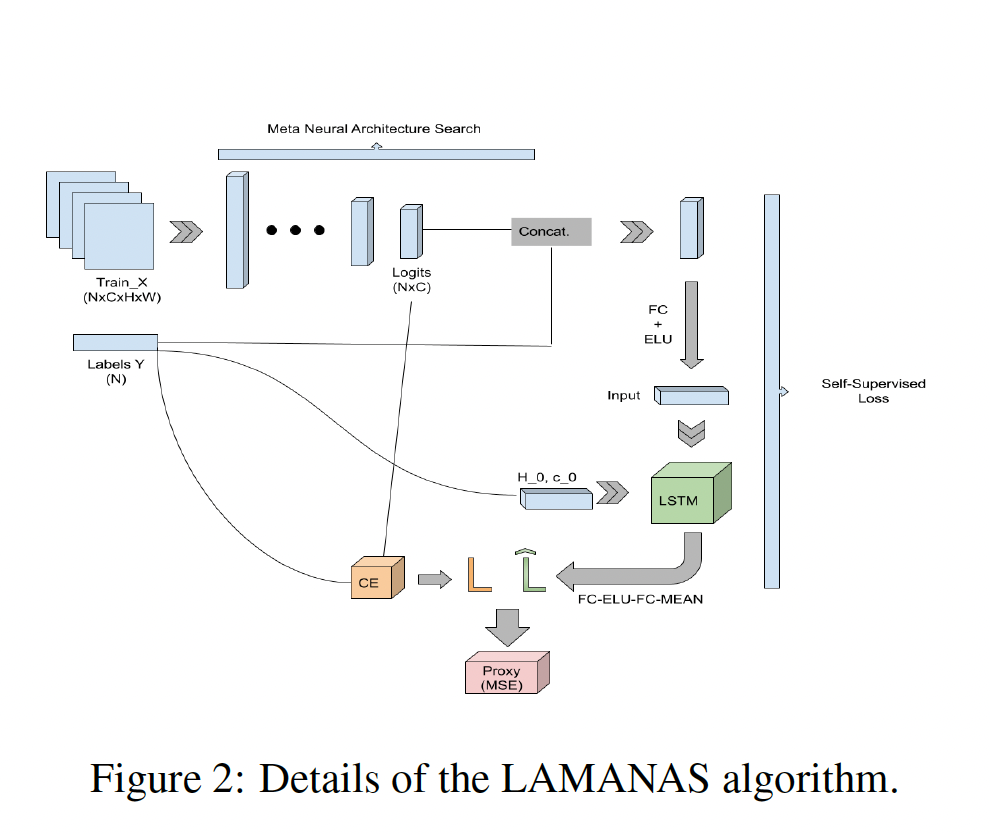 Meta Neural Architecture Search
Concat.
Train_X
(NxCxHxW)
Logits
(NxC)
Labels Y
(N)
FC
+
ELU
Input
Self-Supervised
Loss
H_0, c_0
LSTM
CE
L
L̂
FC-ELU-FC-MEAN
Proxy
(MSE)
Figure 2: Details of the LAMANAS algorithm.